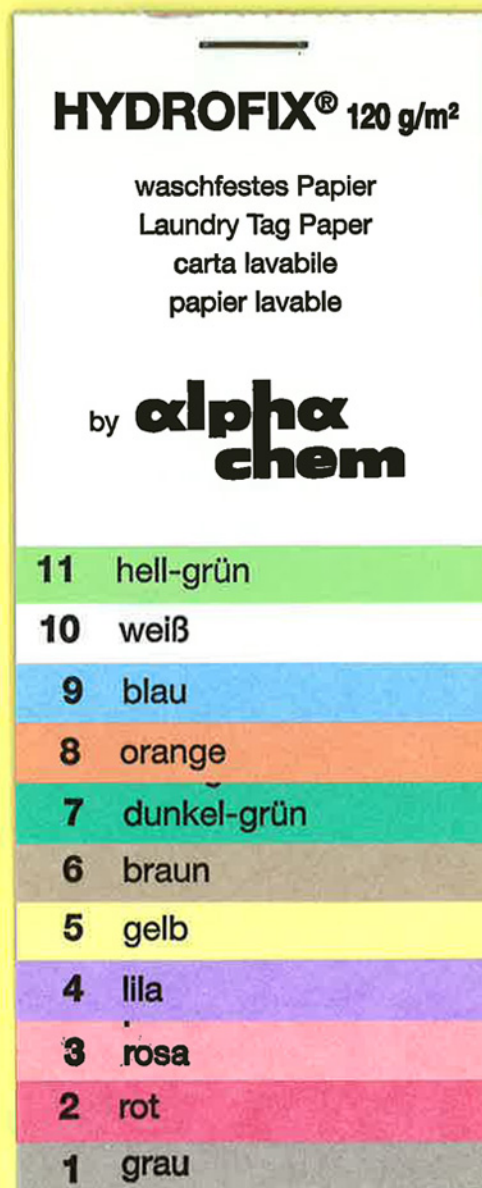 HYDROFIX® 120 g/m²
waschfestes Papier
Laundry Tag Paper
carta lavabile
papier lavable
by alpha
chem
11 hell-grün
10 weiß
9 blau
8 orange
7 dunkel-grün
6 braun
5 gelb
4 lila
3 rosa
2 rot
1 grau